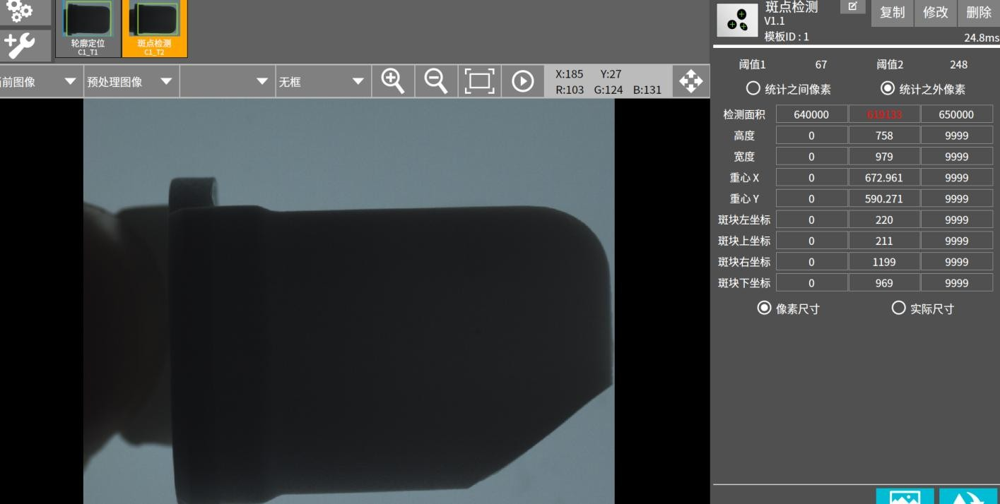 轮廓定位
C1_T1
斑点检测
C1_T2
前图像
预处理图像
无框
X:185 Y:27
R:103 G:124 B:131
斑点检测
V1.1
模板ID : 1
复制 修改 删除
24.8ms
阈值1 67 阈值2 248
统计之间像素 统计之外像素
检测面积 640000 619133 650000
高度 0 758 9999
宽度 0 979 9999
重心 X 0 672.961 9999
重心 Y 0 590.271 9999
斑块左坐标 0 220 9999
斑块上坐标 0 211 9999
斑块右坐标 0 1199 9999
斑块下坐标 0 969 9999
像素尺寸 实际尺寸